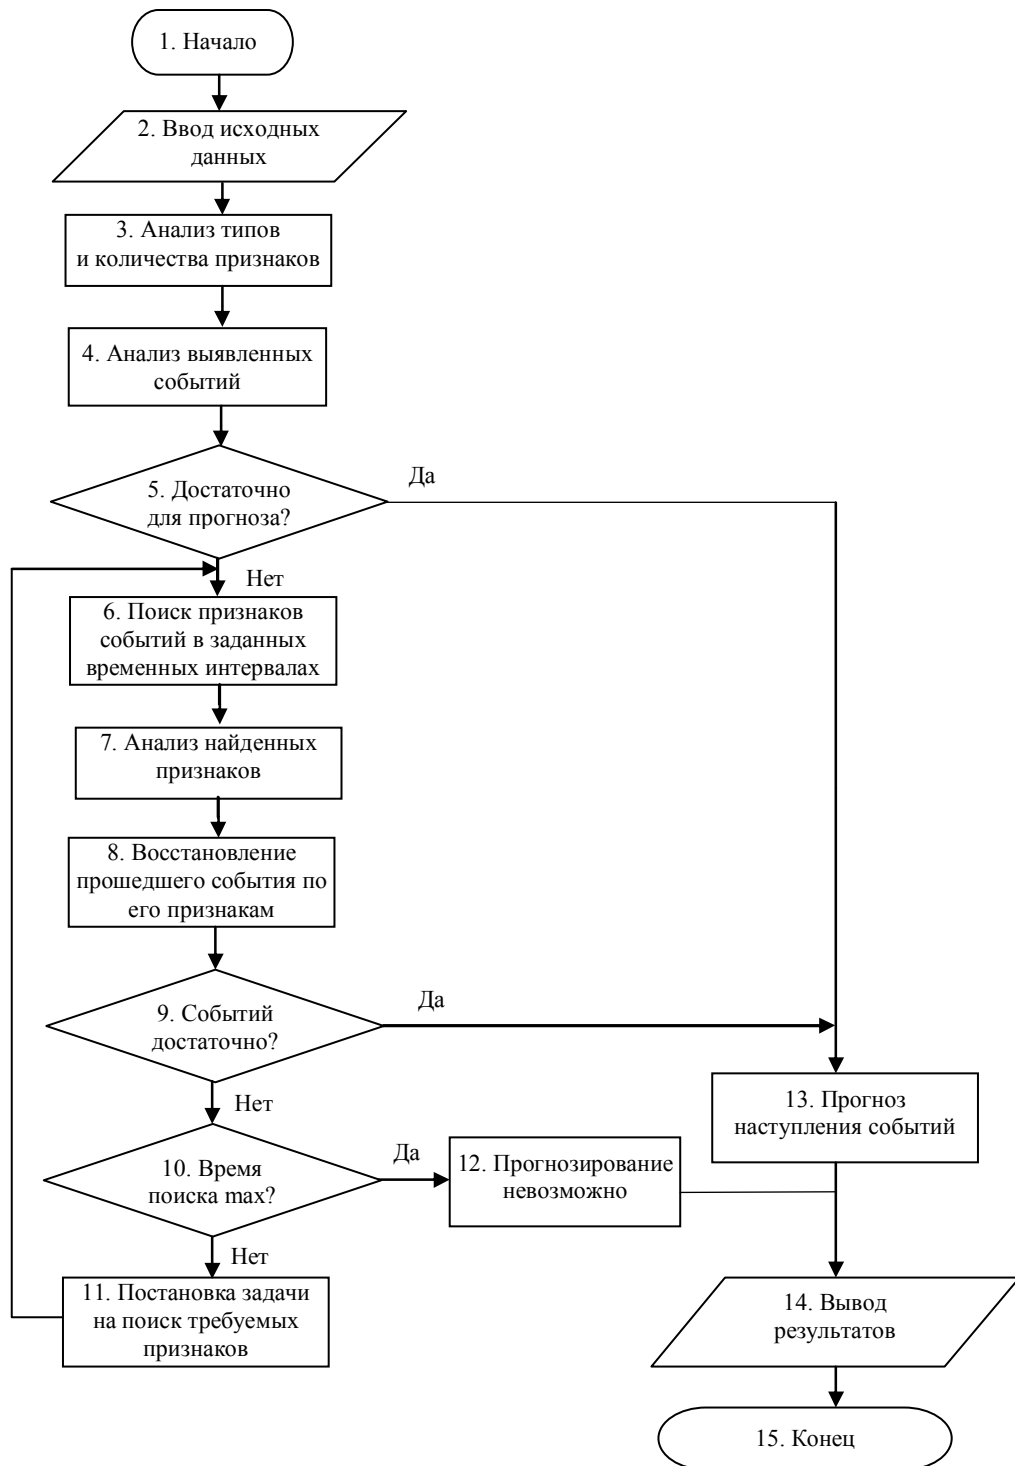 1. Начало
2. Ввод исходных
данных
3. Анализ типов
и количества признаков
4. Анализ выявленных
событий
5. Достаточно
для прогноза?
Да
Нет
6. Поиск признаков
событий в заданных
временных интервалах
7. Анализ найденных
признаков
8. Восстановление
прошедшего события по
его признакам
9. Событий
достаточно?
Да
Нет
10. Время
поиска max?
Да
Нет
11. Постановка задачи
на поиск требуемых
признаков
12. Прогнозирование
невозможно
13. Прогноз
наступления событий
14. Вывод
результатов
15. Конец